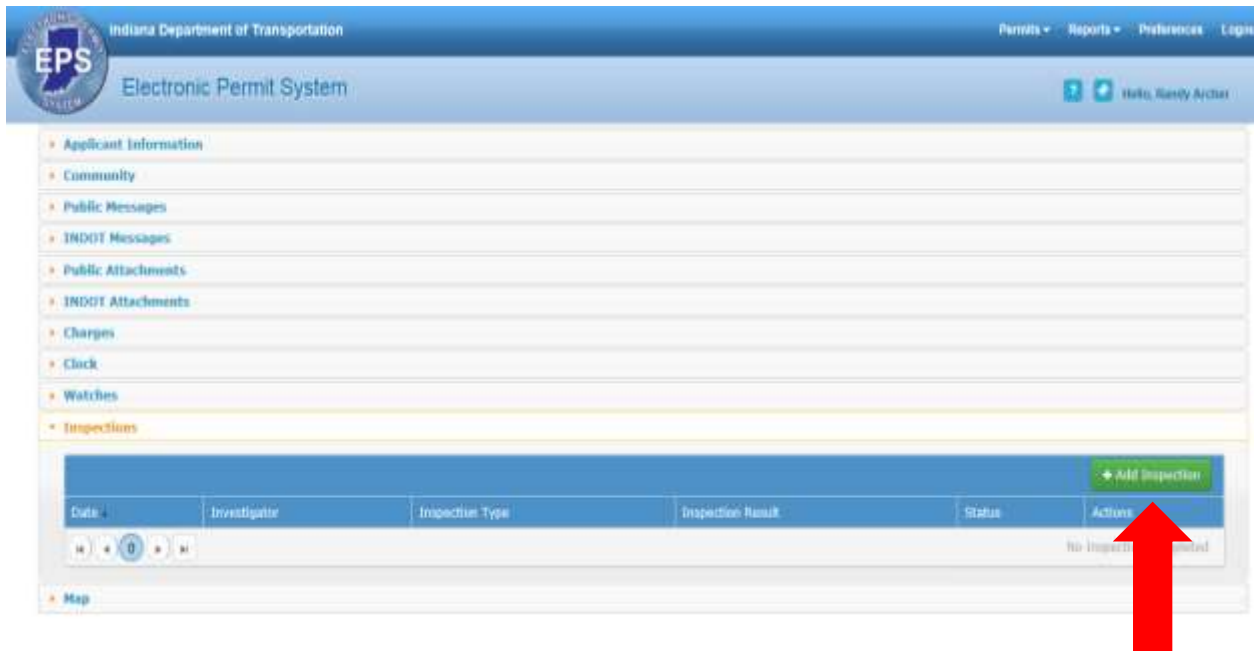 Indiana Department of Transportation
Permits Reports Preferences
EPS
SYSTEM
Electronic Permit System
? Hello, Randy Archer
Applicant Information
Community
Public Messages
INDOT Messages
Public Attachments
INDOT Attachments
Charges
Clock
Watches
Inspections
+ Add Inspection
Date Investigator Inspection Type Inspection Result Status Actions
0
No
Map